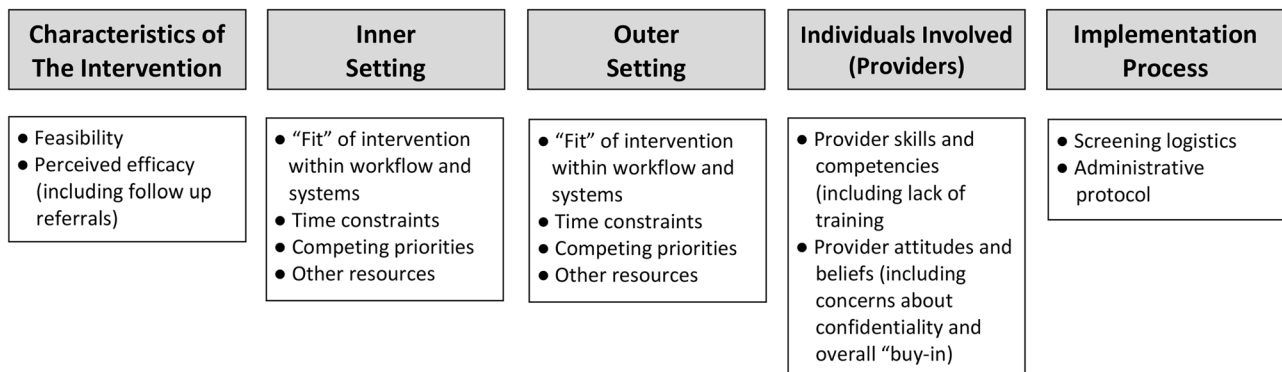 Characteristics of
The Intervention
● Feasibility
● Perceived efficacy
(including follow up
referrals)
Inner
Setting
● “Fit” of intervention
within workflow and
systems
● Time constraints
● Competing priorities
● Other resources
Outer
Setting
● “Fit” of intervention
within workflow and
systems
● Time constraints
● Competing priorities
● Other resources
Individuals Involved
(Providers)
● Provider skills and
competencies
(including lack of
training
● Provider attitudes and
beliefs (including
concerns about
confidentiality and
overall “buy-in)
Implementation
Process
● Screening logistics
● Administrative
protocol